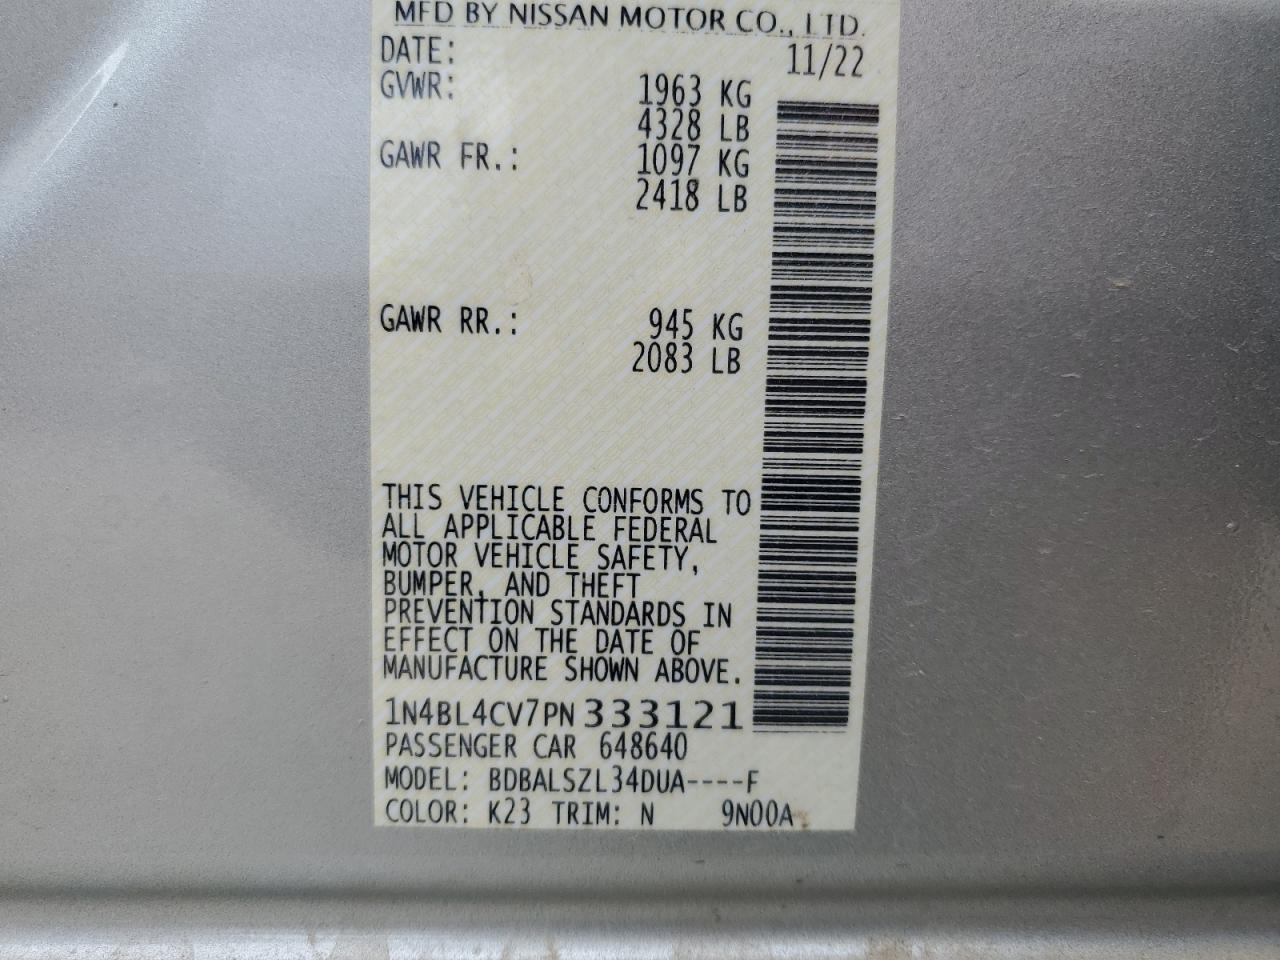 MFD BY NISSAN MOTOR CO., LTD.
DATE: 11/22
GVWR: 1963 KG
4328 LB
GAWR FR.: 1097 KG
2418 LB
GAWR RR.: 945 KG
2083 LB
THIS VEHICLE CONFORMS TO
ALL APPLICABLE FEDERAL
MOTOR VEHICLE SAFETY,
BUMPER, AND THEFT
PREVENTION STANDARDS IN
EFFECT ON THE DATE OF
MANUFACTURE SHOWN ABOVE.
1N4BL4CV7PN333121
PASSENGER CAR 648640
MODEL: BDBALSZL34DUA----F
COLOR: K23 TRIM: N 9N00A